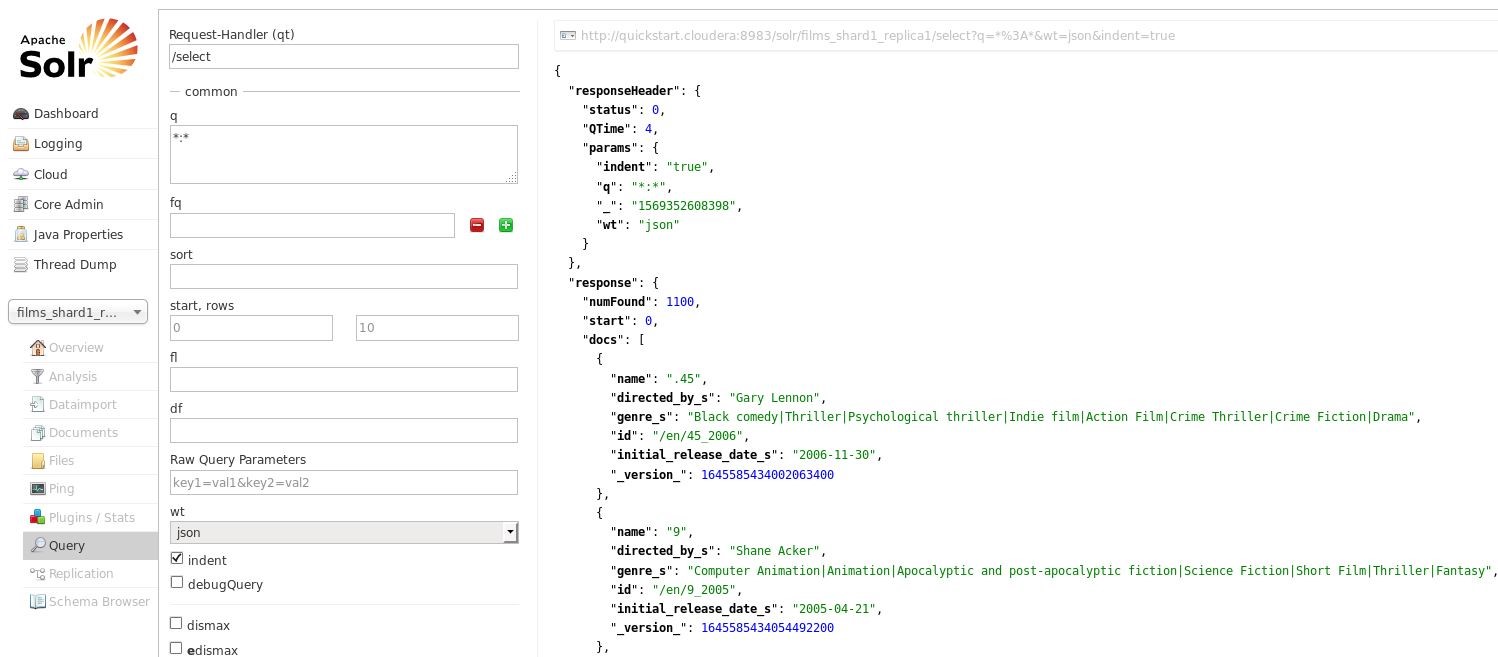 Apache
Solr
Dashboard
Logging
Cloud
Core Admin
Java Properties
Thread Dump
films_shard1_r...
Overview
Analysis
Dataimport
Documents
Files
Ping
Plugins / Stats
Query
Replication
Schema Browser
Request-Handler (qt)
/select
common
q
*:*
fq
sort
start, rows
0
10
fl
df
Raw Query Parameters
key1=val1&key2=val2
wt
json
indent
debugQuery
dismax
edismax
http://quickstart.cloudera:8983/solr/films_shard1_replica1/select?q=*%3A*&wt=json&indent=true
{
"responseHeader": {
"status": 0,
"QTime": 4,
"params": {
"indent": "true",
"q": "*:*",
"_": "1569352608398",
"wt": "json"
}
},
"response": {
"numFound": 1100,
"start": 0,
"docs": [
{
"name": ".45",
"directed_by_s": "Gary Lennon",
"genre_s": "Black comedy|Thriller|Psychological thriller|Indie film|Action Film|Crime Thriller|Crime Fiction|Drama",
"id": "/en/45_2006",
"initial_release_date_s": "2006-11-30",
"_version_": 1645585434002063400
},
{
"name": "9",
"directed_by_s": "Shane Acker",
"genre_s": "Computer Animation|Animation|Apocalyptic and post-apocalyptic fiction|Science Fiction|Short Film|Thriller|Fantasy",
"id": "/en/9_2005",
"initial_release_date_s": "2005-04-21",
"_version_": 1645585434054492200
},